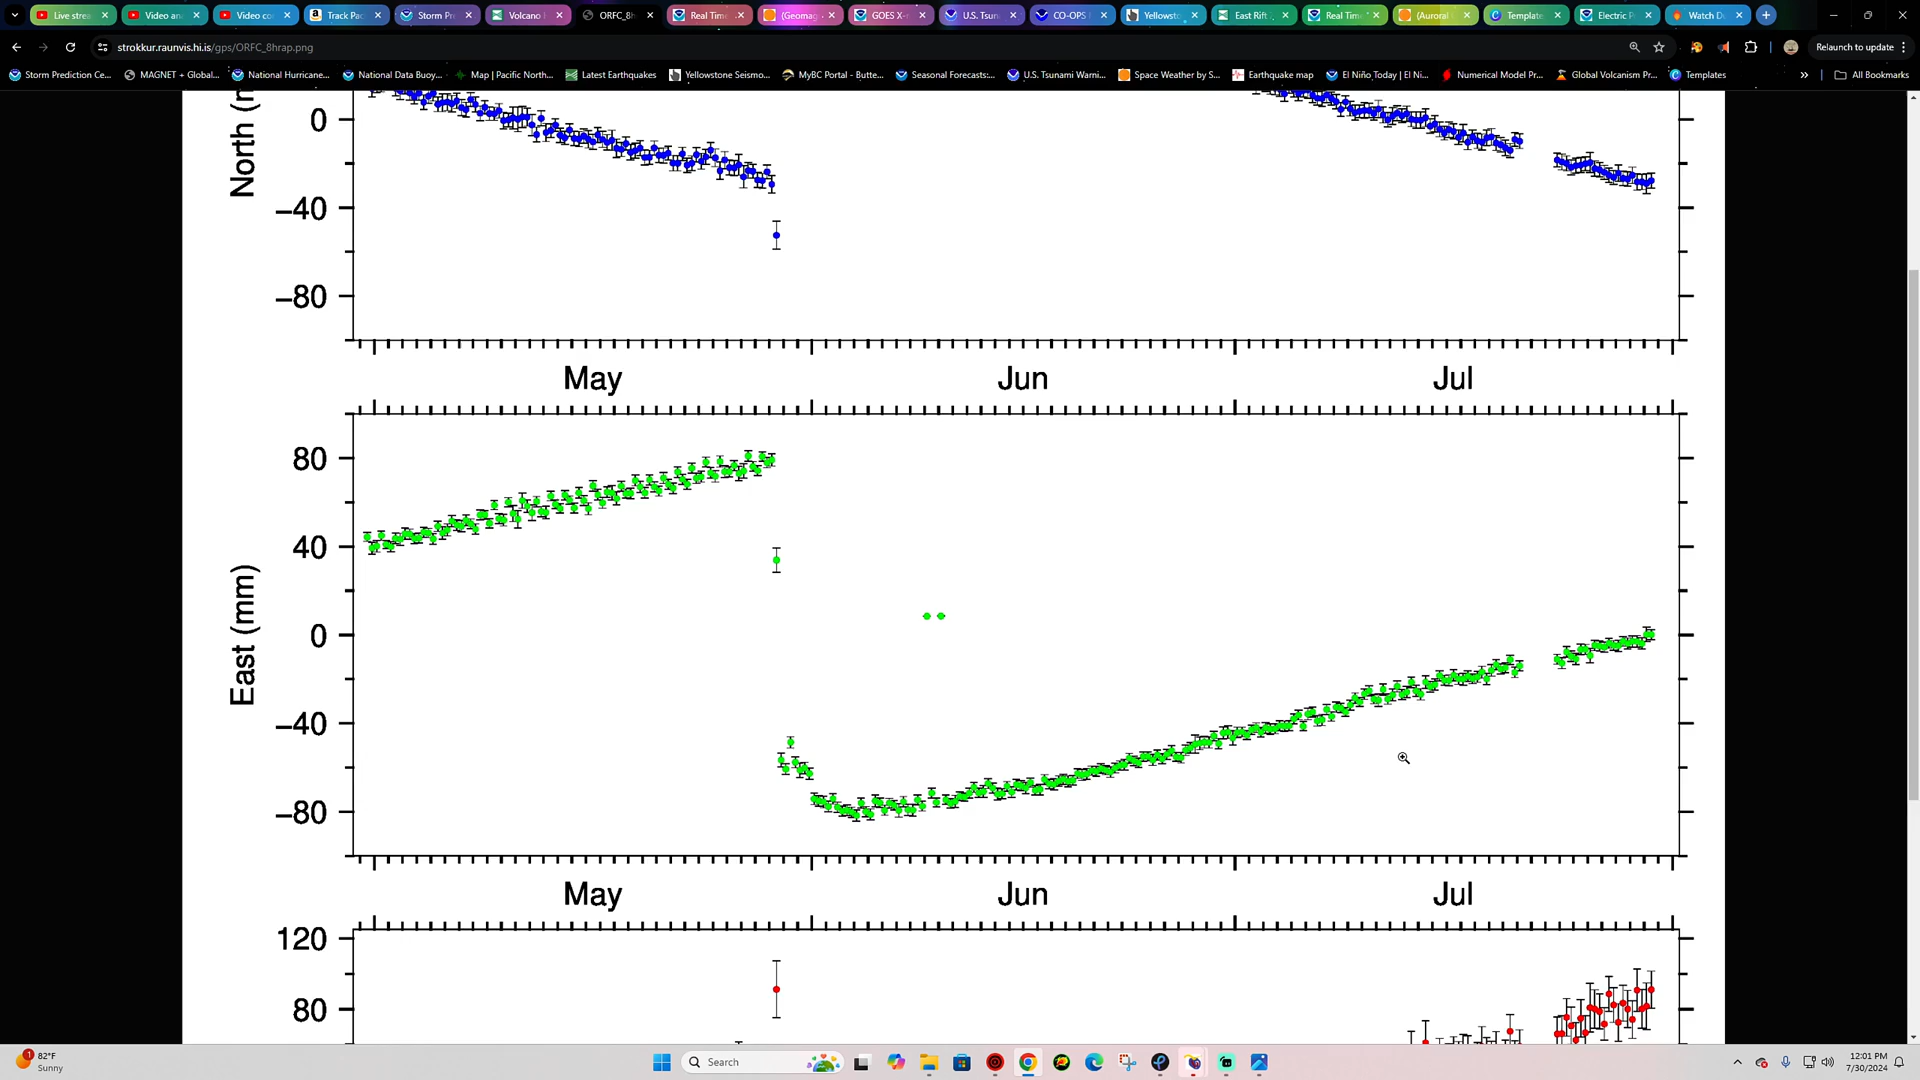 Live strea
Video an
Video co
Track Pa
Storm Pr
Volcano
ORFC_8h
Real Time
(Geomag
GOES X-r
U.S. Tsun
CO-OPS
Yellowst
East Rift
Real Time
(Auroral
Template
Electric P
Watch D
strokkur.raunvis.hi.is/gps/ORFC_8hrap.png
Relaunch to update
Storm Prediction Ce...
MAGNET + Global...
National Hurricane...
National Data Buoy...
Map | Pacific North...
Latest Earthquakes
Yellowstone Seismo...
MyBC Portal - Butte...
Seasonal Forecasts:...
U.S. Tsunami Warni...
Space Weather by S...
Earthquake map
El Niño Today | El Ni...
Numerical Model Pr...
Global Volcanism Pr...
Templates
»
All Bookmarks
North (m
0
−40
−80
May Jun Jul
East (mm)
80
40
0
−40
−80
May Jun Jul
120
80
1
82°F
Sunny
Search
12:01 PM
7/30/2024